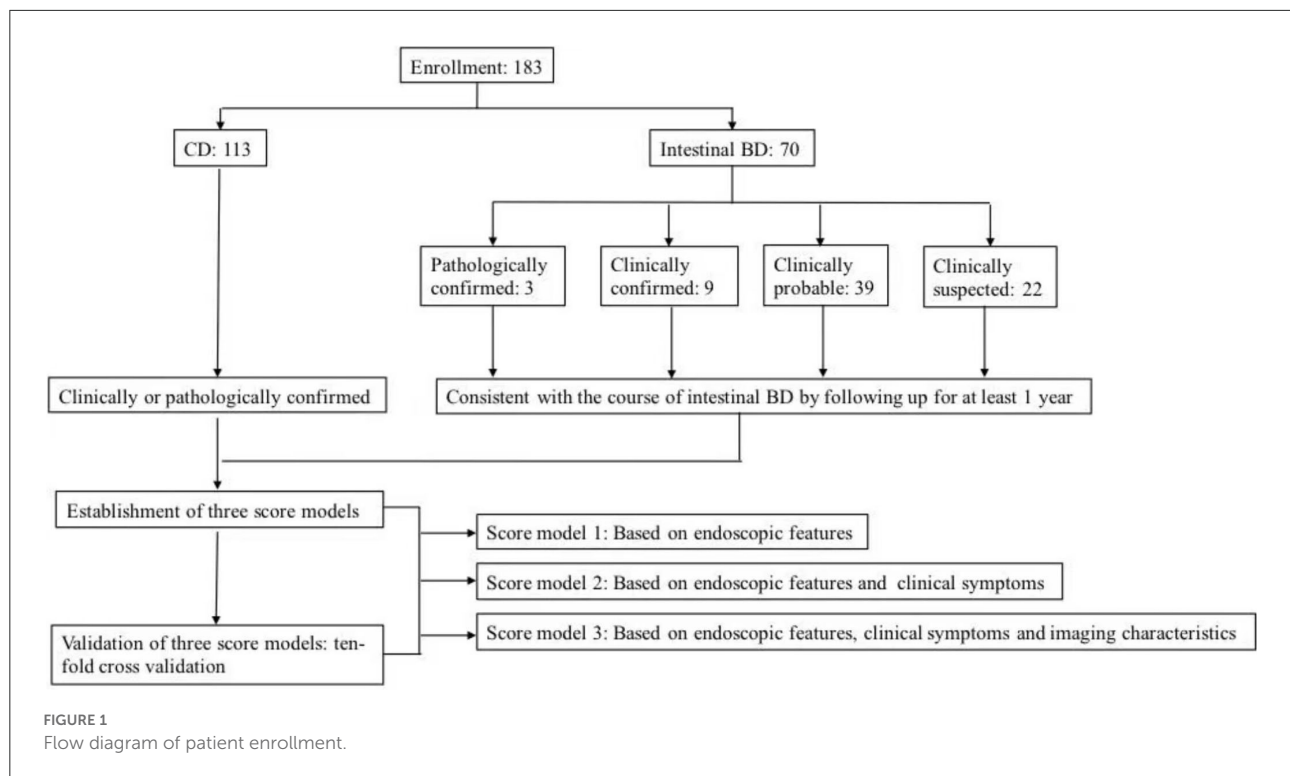 Enrollment: 183
CD: 113
Intestinal BD: 70
Pathologically
confirmed: 3
Clinically
confirmed: 9
Clinically
probable: 39
Clinically
suspected: 22
Clinically or pathologically confirmed
Consistent with the course of intestinal BD by following up for at least 1 year
Establishment of three score models
Score model 1: Based on endoscopic features
Score model 2: Based on endoscopic features and clinical symptoms
Score model 3: Based on endoscopic features, clinical symptoms and imaging characteristics
Validation of three score models: ten-
fold cross validation
FIGURE 1
Flow diagram of patient enrollment.